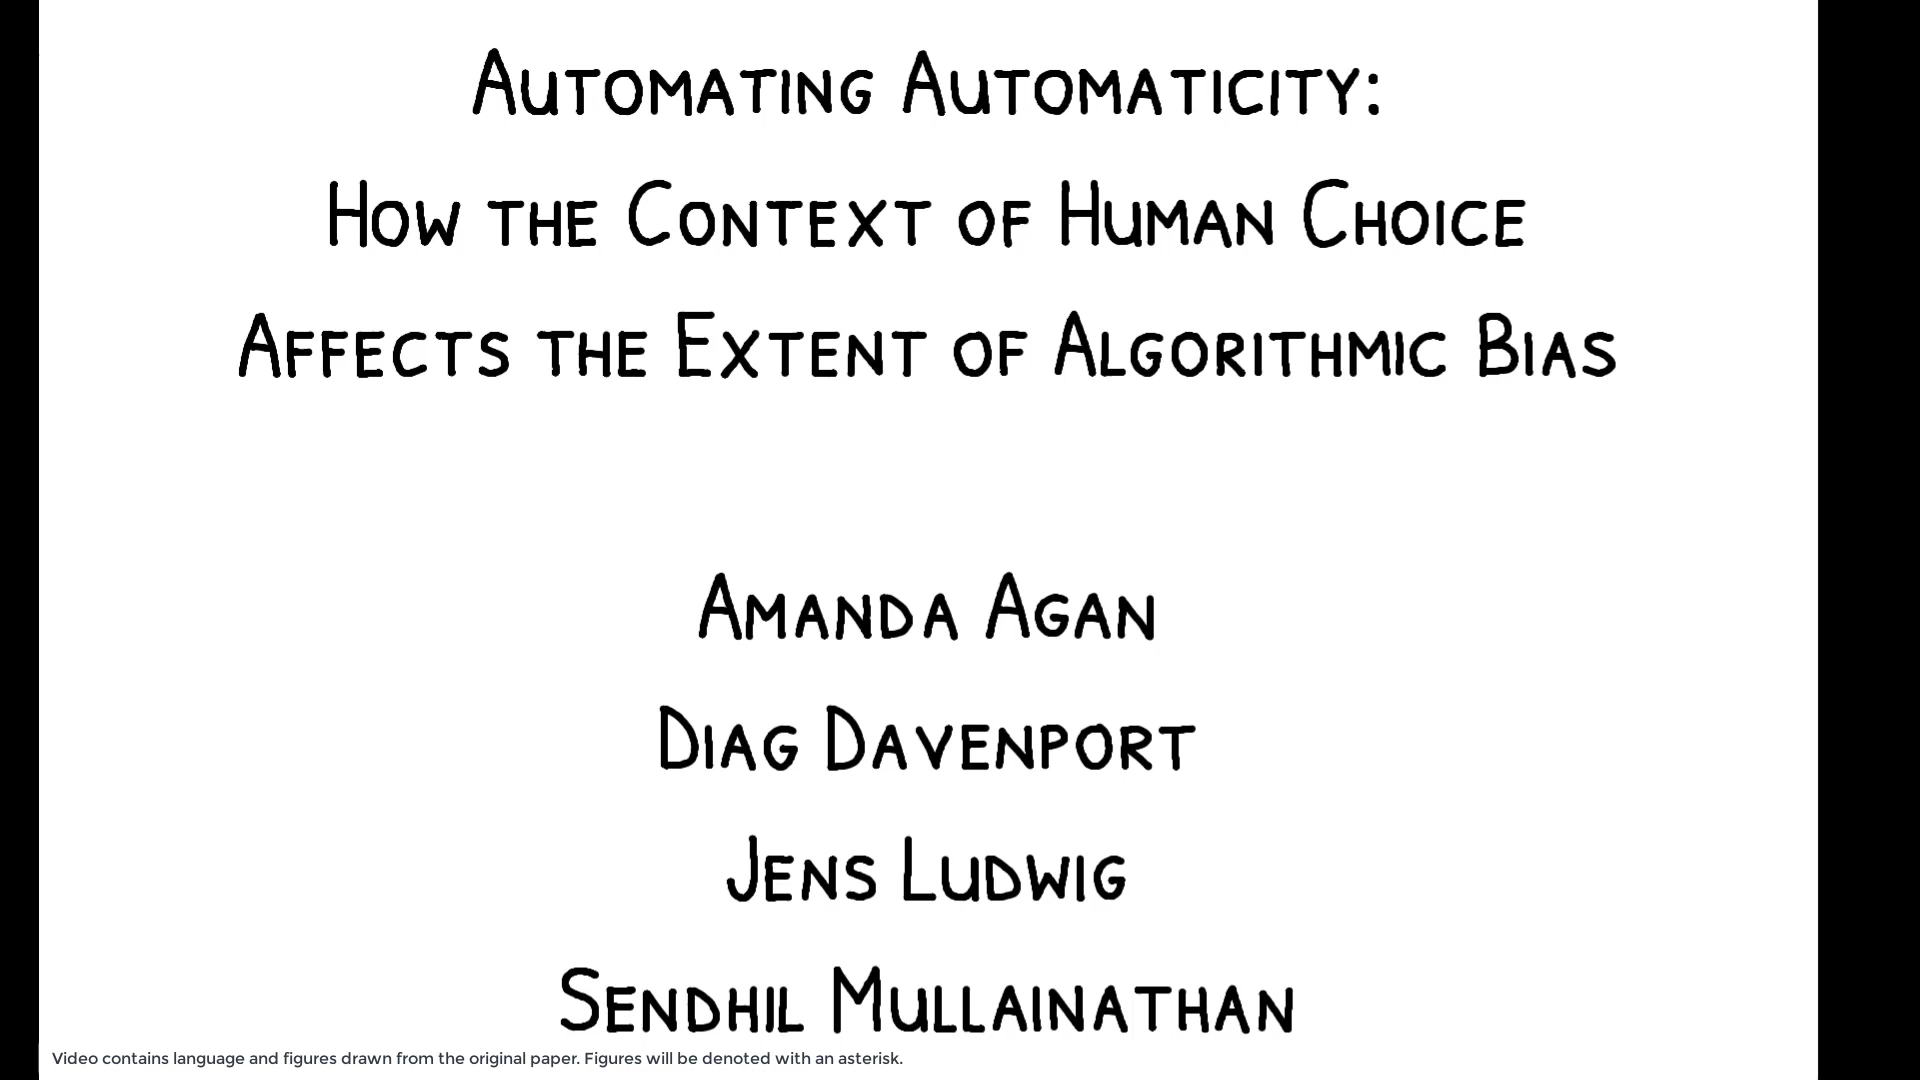 Automating Automaticity:
How the Context of Human Choice
Affects the Extent of Algorithmic Bias
Amanda Agan
Diag Davenport
Jens Ludwig
Sendhil Mullainathan
Video contains language and figures drawn from the original paper. Figures will be denoted with an asterisk.